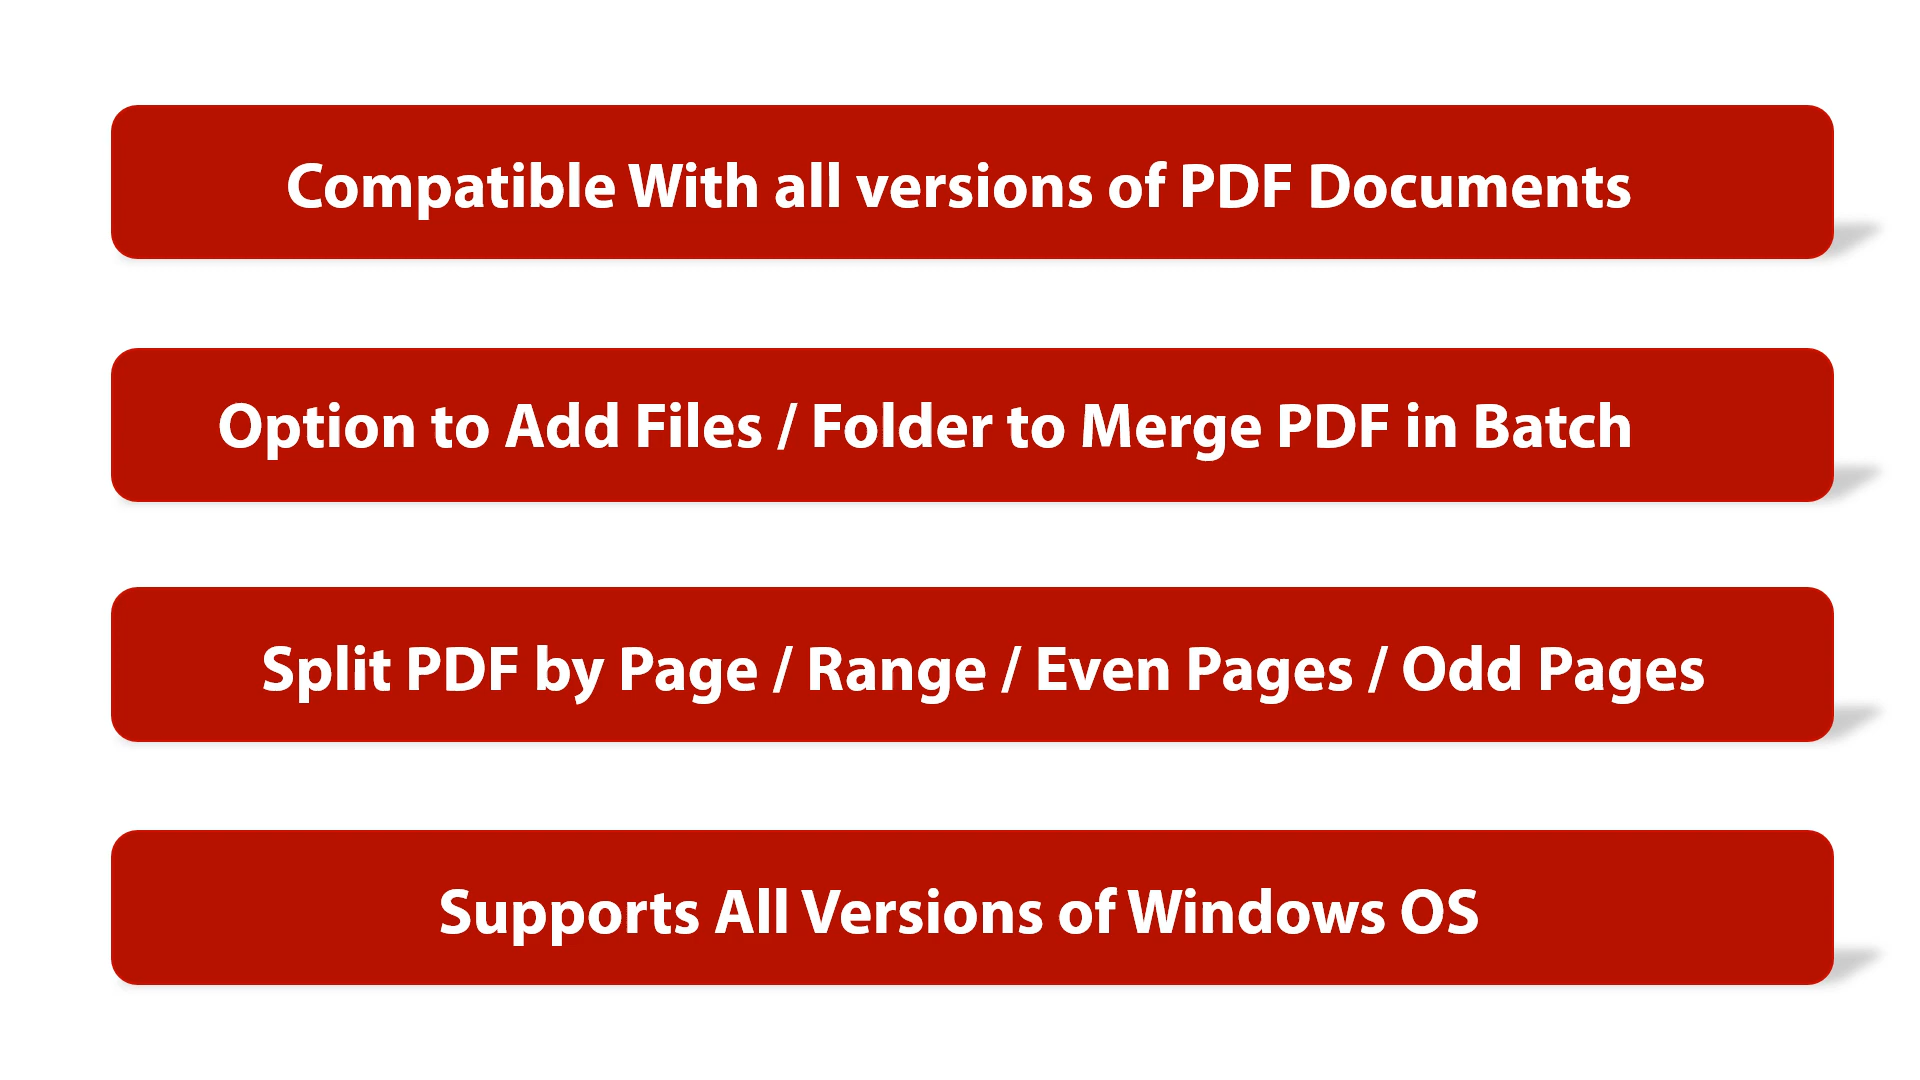 Compatible With all versions of PDF Documents
Option to Add Files / Folder to Merge PDF in Batch
Split PDF by Page / Range / Even Pages / Odd Pages
Supports All Versions of Windows OS